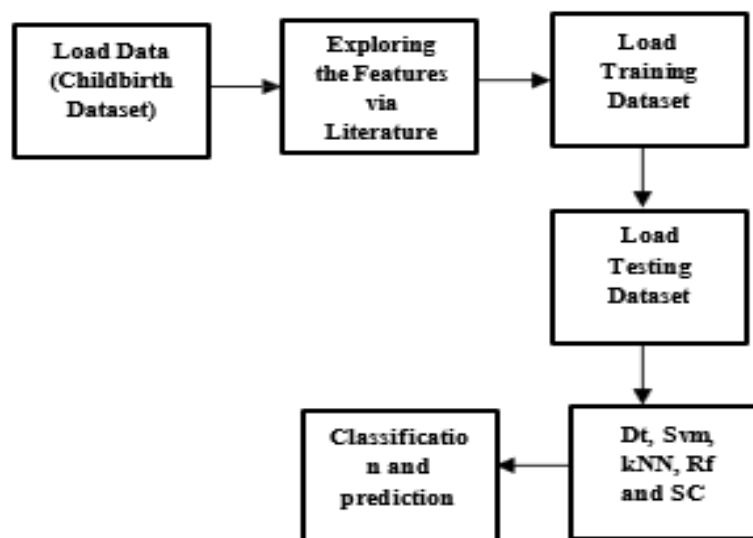 Load Data
(Childbirth
Dataset)
Exploring
the Features
via
Literature
Load
Training
Dataset
Load
Testing
Dataset
Dt, Svm,
kNN, Rf
and SC
Classificatio
n and
prediction